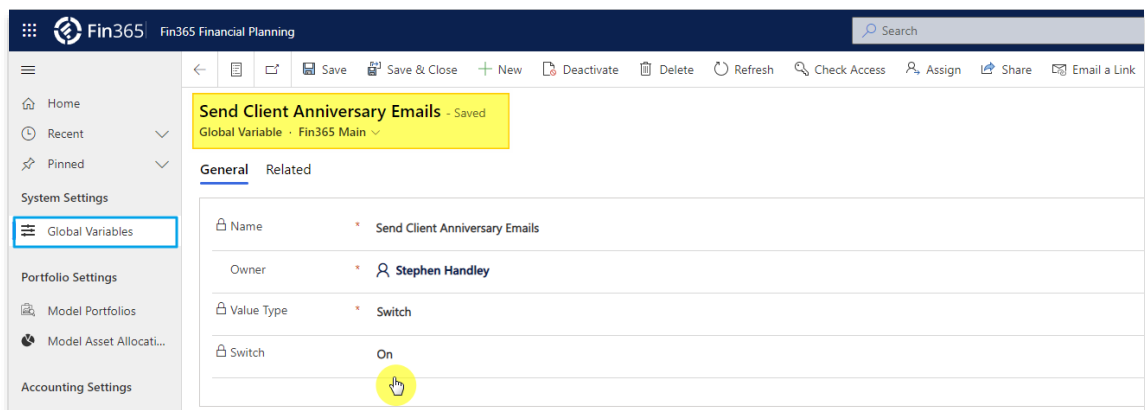 Fin365 Fin365 Financial Planning Search
Save Save & Close New Deactivate Delete Refresh Check Access Assign Share Email a Link
Home
Recent
Pinned
System Settings
Global Variables
Portfolio Settings
Model Portfolios
Model Asset Allocati...
Accounting Settings
Send Client Anniversary Emails - Saved
Global Variable · Fin365 Main
General Related
Name * Send Client Anniversary Emails
Owner * Stephen Handley
Value Type * Switch
Switch On